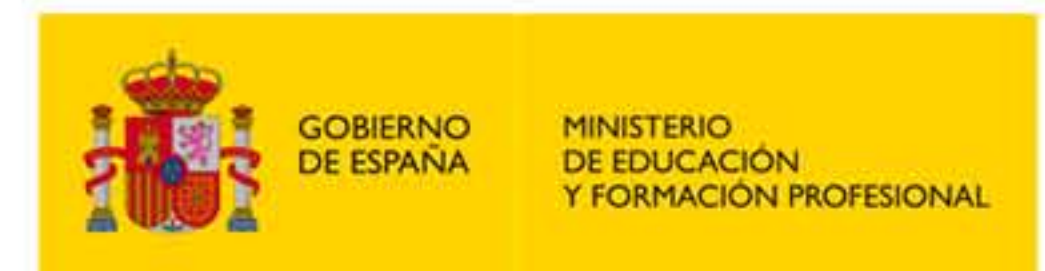 GOBIERNO
DE ESPAÑA
MINISTERIO
DE EDUCACIÓN
Y FORMACIÓN PROFESIONAL